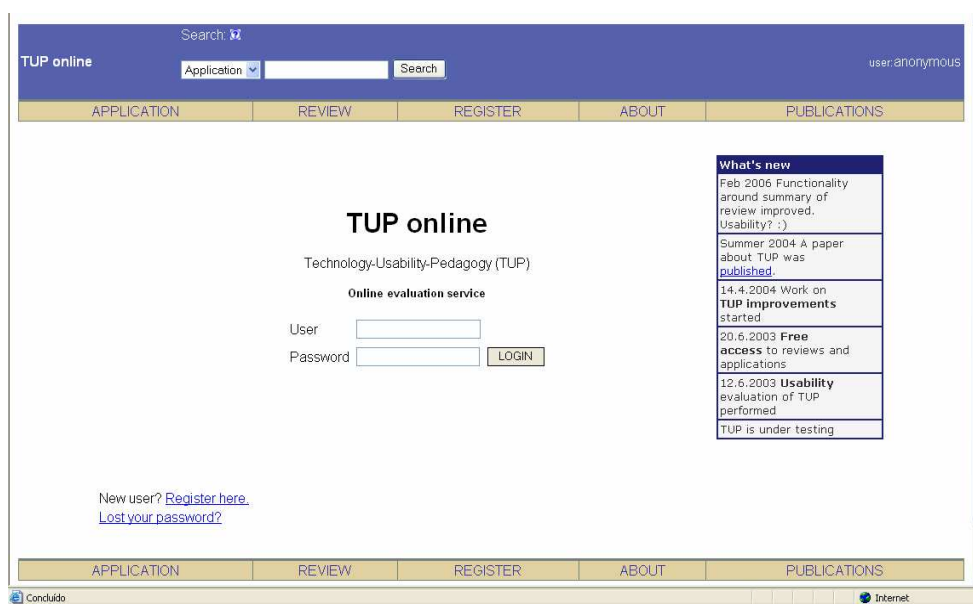 Search: ?
TUP online
Application
Search
user:anonymous
APPLICATION REVIEW REGISTER ABOUT PUBLICATIONS
TUP online
Technology-Usability-Pedagogy (TUP)
Online evaluation service
User
Password
LOGIN
What's new
Feb 2006 Functionality
around summary of
review improved.
Usability? :)
Summer 2004 A paper
about TUP was
published.
14.4.2004 Work on
TUP improvements
started
20.6.2003 Free
access to reviews and
applications
12.6.2003 Usability
evaluation of TUP
performed
TUP is under testing
New user? Register here.
Lost your password?
APPLICATION REVIEW REGISTER ABOUT PUBLICATIONS
Concluído
Internet